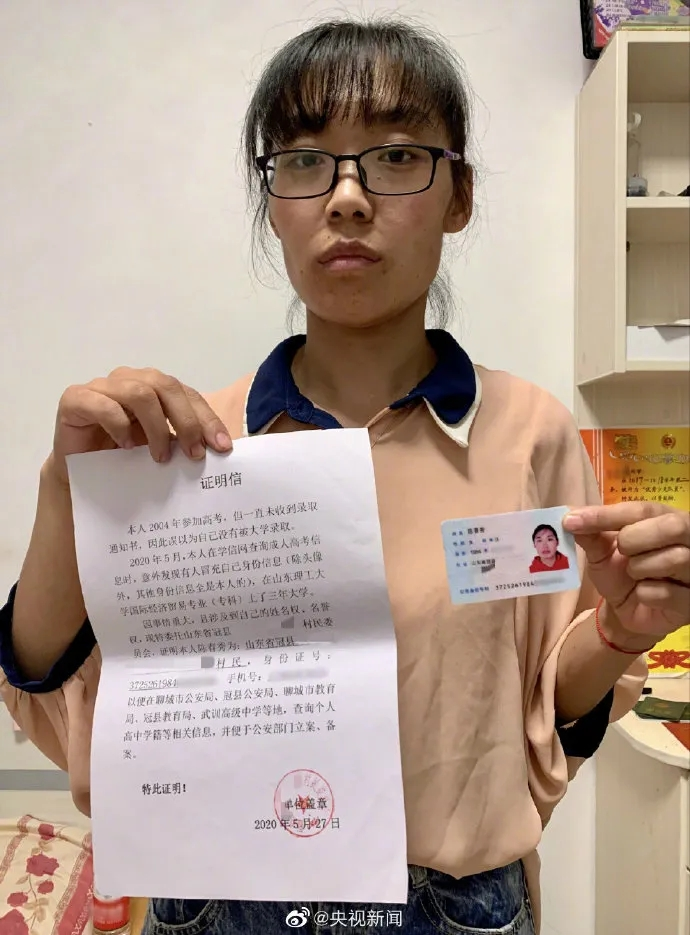 证明信
本人2004年参加高考,但一直未收到录取
通知书,因此误以为自己没有被大学录取。
2020年5月,本人在学信网查询成人高考信
息时,意外发现有人冒充自己身份信息(除头像
外,其他身份信息全是本人的),在山东理工大
学国际经济贸易专业(专科)上了三年大学。
因事情重大,且涉及到自己的姓名权、名誉
权,现特委托山东省冠县 村民委
员会,证明本人陈春秀为:山东省冠县
村民,身份证号:
3725261984 手机号:
以便在聊城市公安局、冠县公安局、聊城市教育
局、冠县教育局、武训高级中学等地,查询个人
高中学籍等相关信息,并便于公安部门立案、备
案。
特此证明!
单位盖章
2020年5月27日
姓名
3725261984
@央视新闻